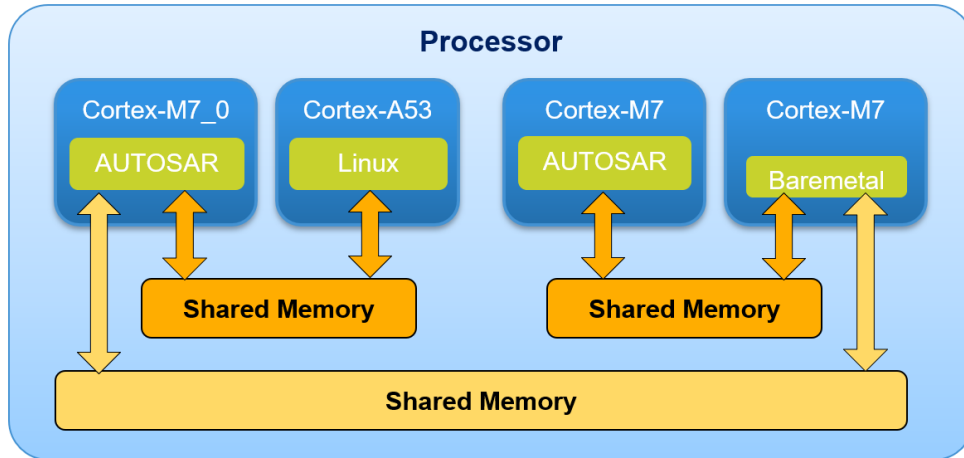 Processor
Cortex-M7_0
AUTOSAR
Cortex-A53
Linux
Cortex-M7
AUTOSAR
Cortex-M7
Baremetal
Shared Memory
Shared Memory
Shared Memory